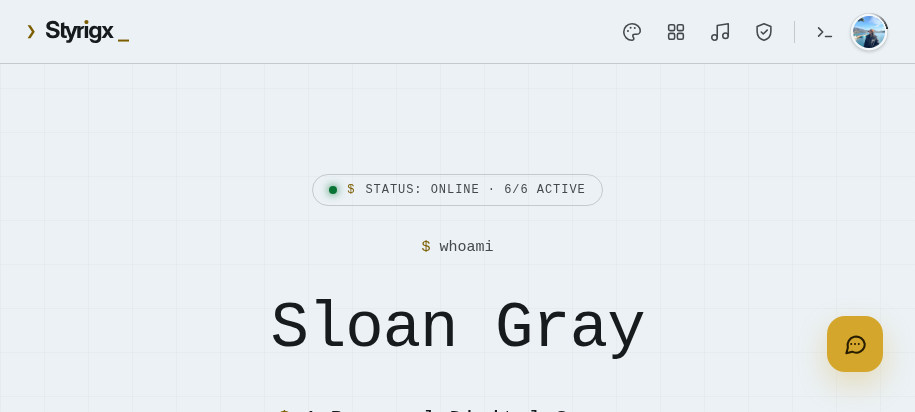 ❯ Styrigx _
$ STATUS: ONLINE · 6/6 ACTIVE
$ whoami
Sloan Gray